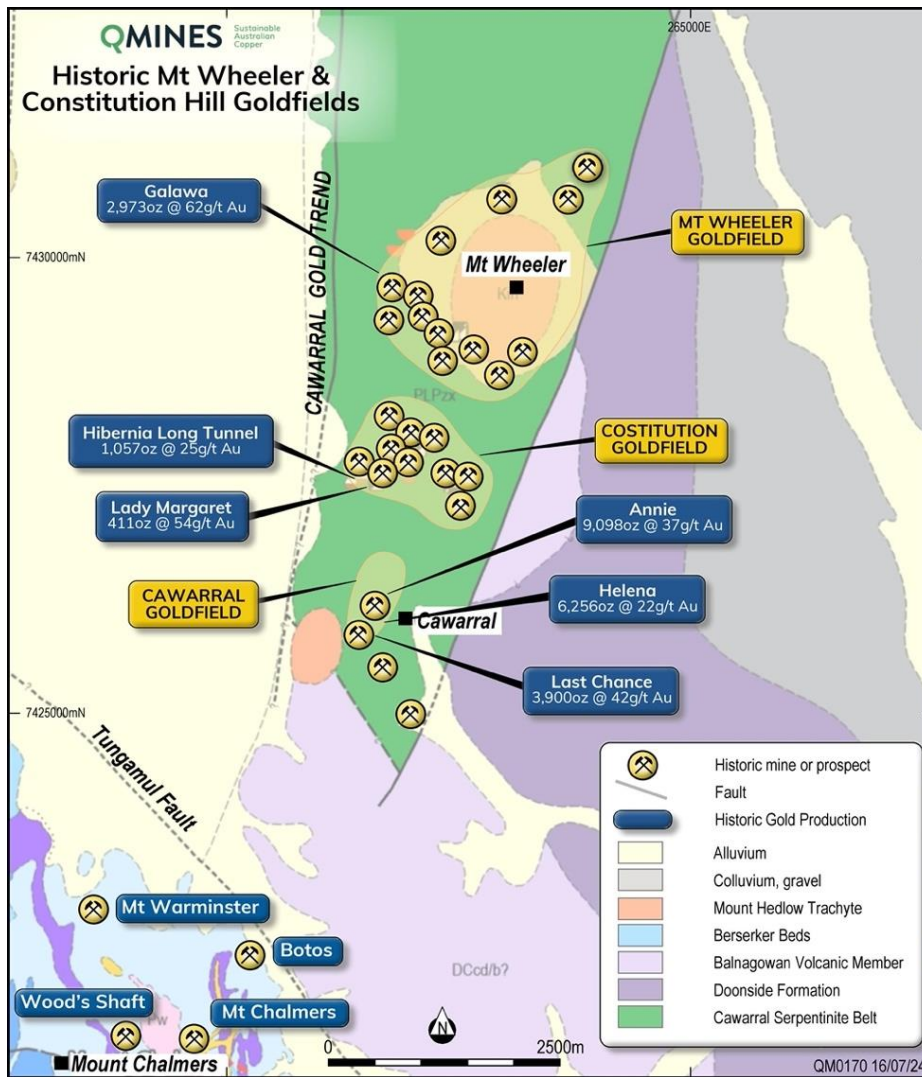 QMINES Sustainable Australian Copper
Historic Mt Wheeler &
Constitution Hill Goldfields
265000E
CAWARRAL GOLD TREND
Galawa
2,973oz @ 62g/t Au
MT WHEELER
GOLDFIELD
7430000mN
Mt Wheeler
PLPzx
Hibernia Long Tunnel
1,057oz @ 25g/t Au
COSTITUTION
GOLDFIELD
Lady Margaret
411oz @ 54g/t Au
Annie
9,098oz @ 37g/t Au
CAWARRAL
GOLDFIELD
Helena
6,256oz @ 22g/t Au
Cawarral
Last Chance
3,900oz @ 42g/t Au
7425000mN
Tungamul Fault
Historic mine or prospect
Fault
Historic Gold Production
Alluvium
Colluvium, gravel
Mount Hedlow Trachyte
Berserker Beds
Balnagowan Volcanic Member
Doonside Formation
Cawarral Serpentinite Belt
Mt Warminster
Botos
DCcd/b?
Wood's Shaft
Mt Chalmers
Mount Chalmers
N
0 2500m
QM0170 16/07/24